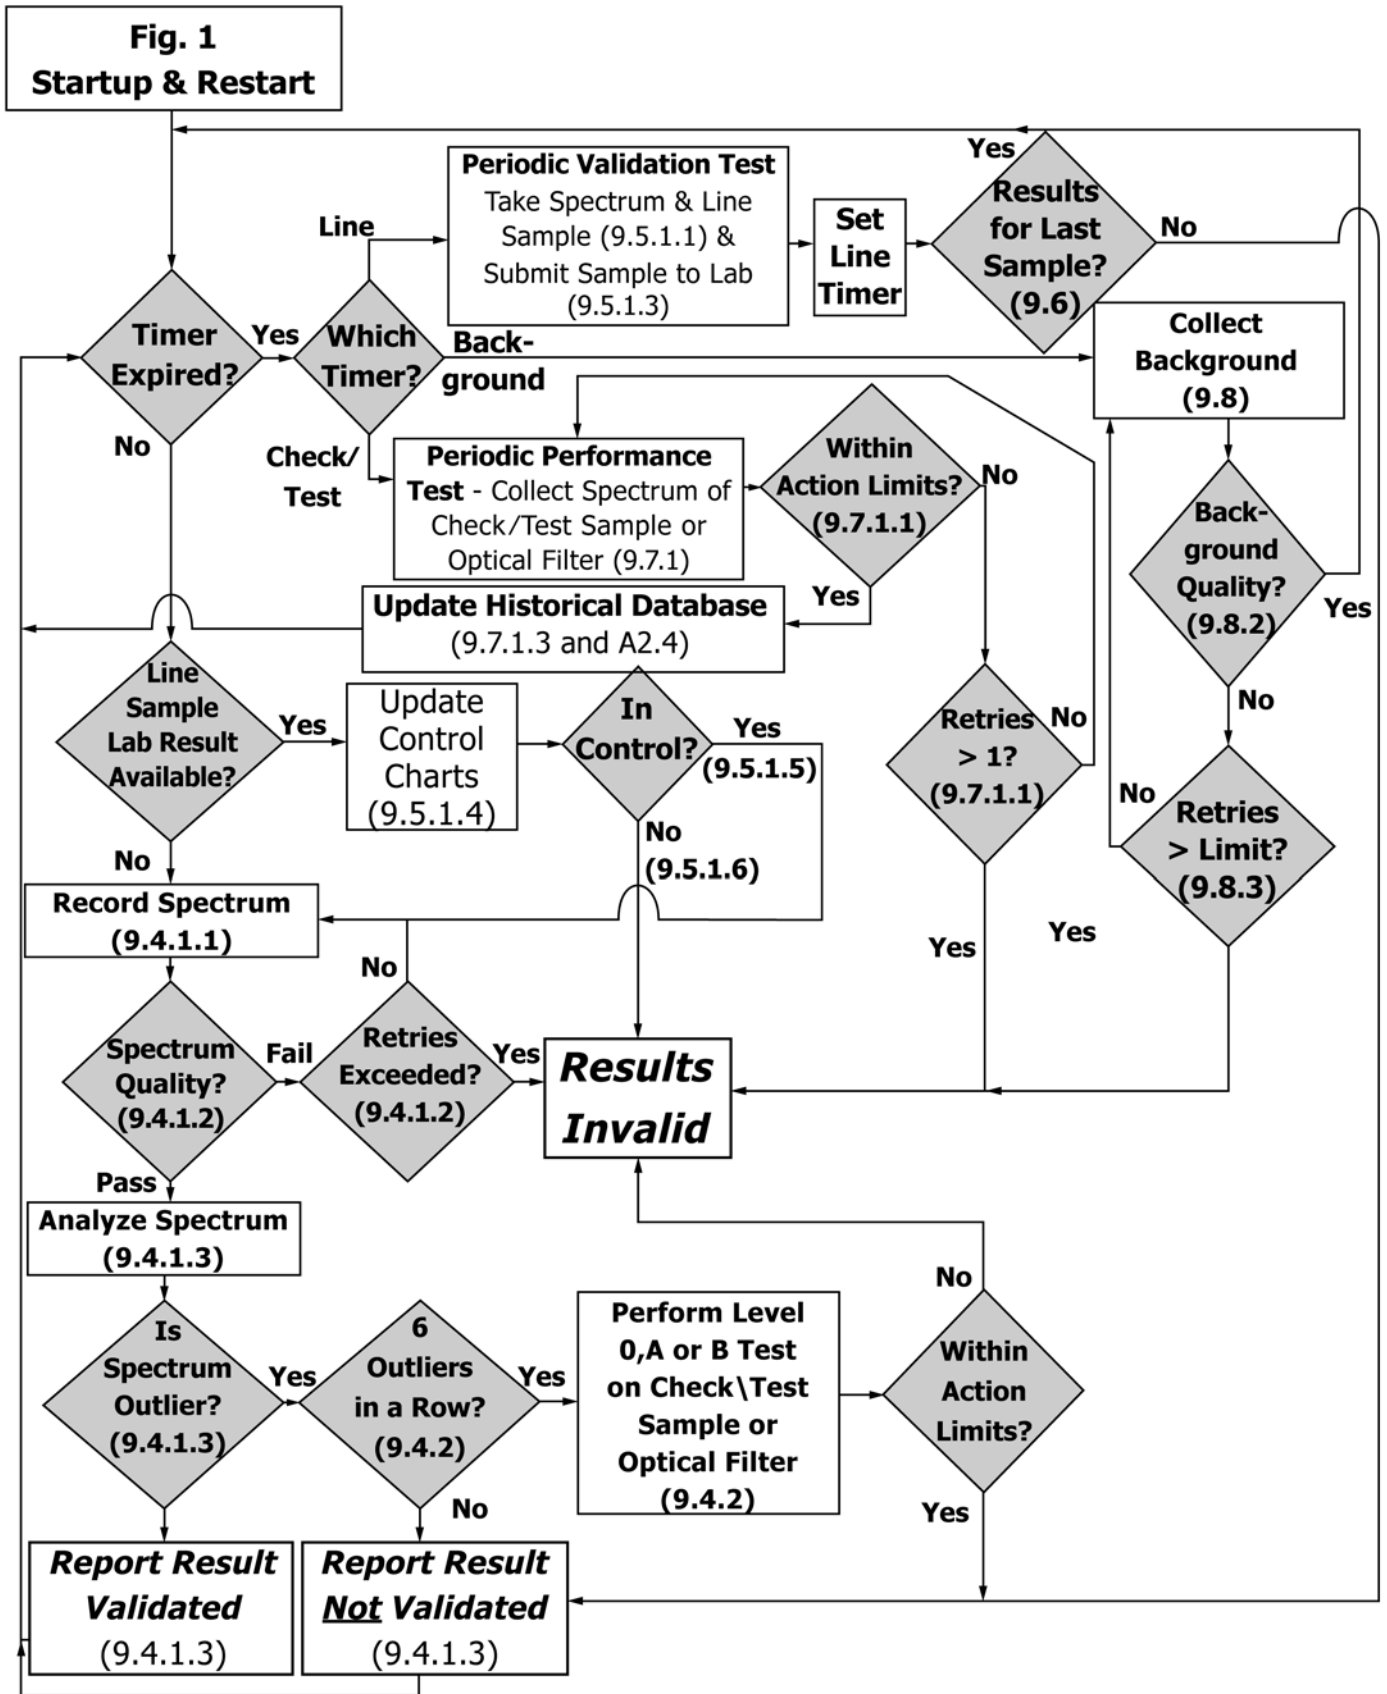 Fig. 1
Startup & Restart
Periodic Validation Test
Take Spectrum & Line
Sample (9.5.1.1) &
Submit Sample to Lab
(9.5.1.3)
Set
Line
Timer
Yes
Results
for Last
Sample?
(9.6)
No
Line
Timer
Expired?
Yes
Which
Timer?
Back-
ground
Collect
Background
(9.8)
No
Check/
Test
Periodic Performance
Test - Collect Spectrum of
Check/Test Sample or
Optical Filter (9.7.1)
Within
Action Limits?
(9.7.1.1)
No
Yes
Back-
ground
Quality?
(9.8.2)
Yes
No
Update Historical Database
(9.7.1.3 and A2.4)
Line
Sample
Lab Result
Available?
Yes
Update
Control
Charts
(9.5.1.4)
In
Control?
Yes
(9.5.1.5)
No
(9.5.1.6)
Retries
> 1?
(9.7.1.1)
No
Yes
No
Retries
> Limit?
(9.8.3)
Yes
No
Record Spectrum
(9.4.1.1)
No
Spectrum
Quality?
(9.4.1.2)
Fail
Retries
Exceeded?
(9.4.1.2)
Yes
Results
Invalid
Pass
Analyze Spectrum
(9.4.1.3)
Is
Spectrum
Outlier?
(9.4.1.3)
Yes
6
Outliers
in a Row?
(9.4.2)
Yes
No
Perform Level
0,A or B Test
on Check\Test
Sample or
Optical Filter
(9.4.2)
No
Within
Action
Limits?
Yes
Report Result
Validated
(9.4.1.3)
Report Result
Not Validated
(9.4.1.3)